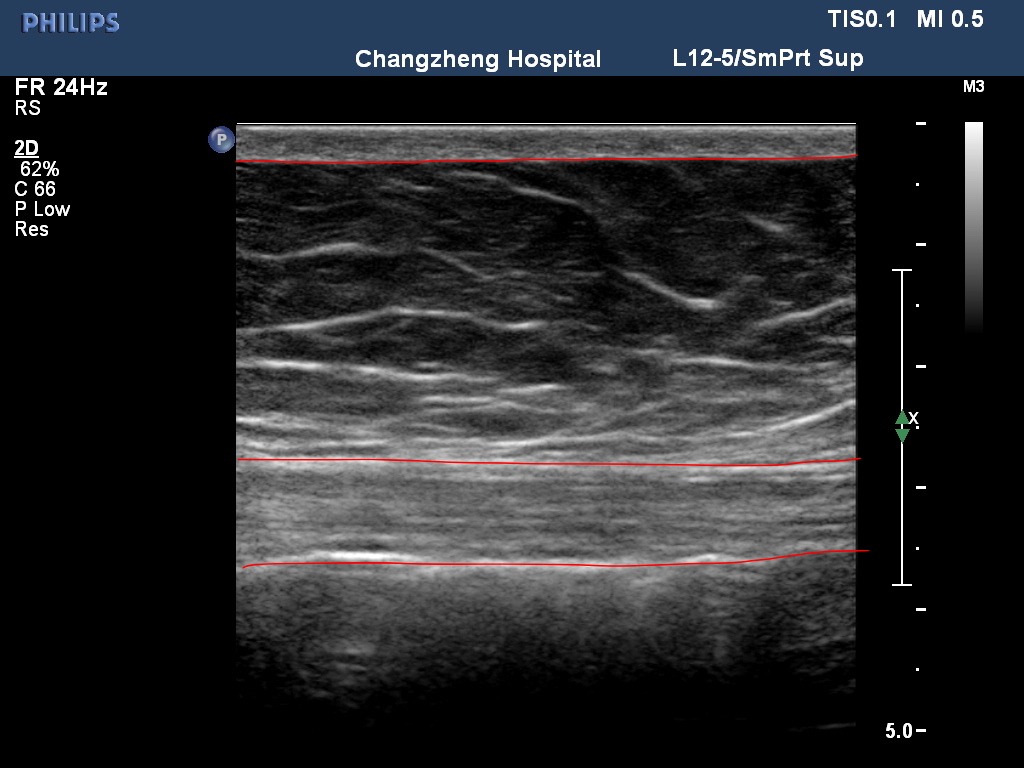 PHILIPS
TIS0.1 MI 0.5
Changzheng Hospital
L12-5/SmPrt Sup
FR 24Hz
RS
M3
P
2D
62%
C 66
P Low
Res
X
5.0